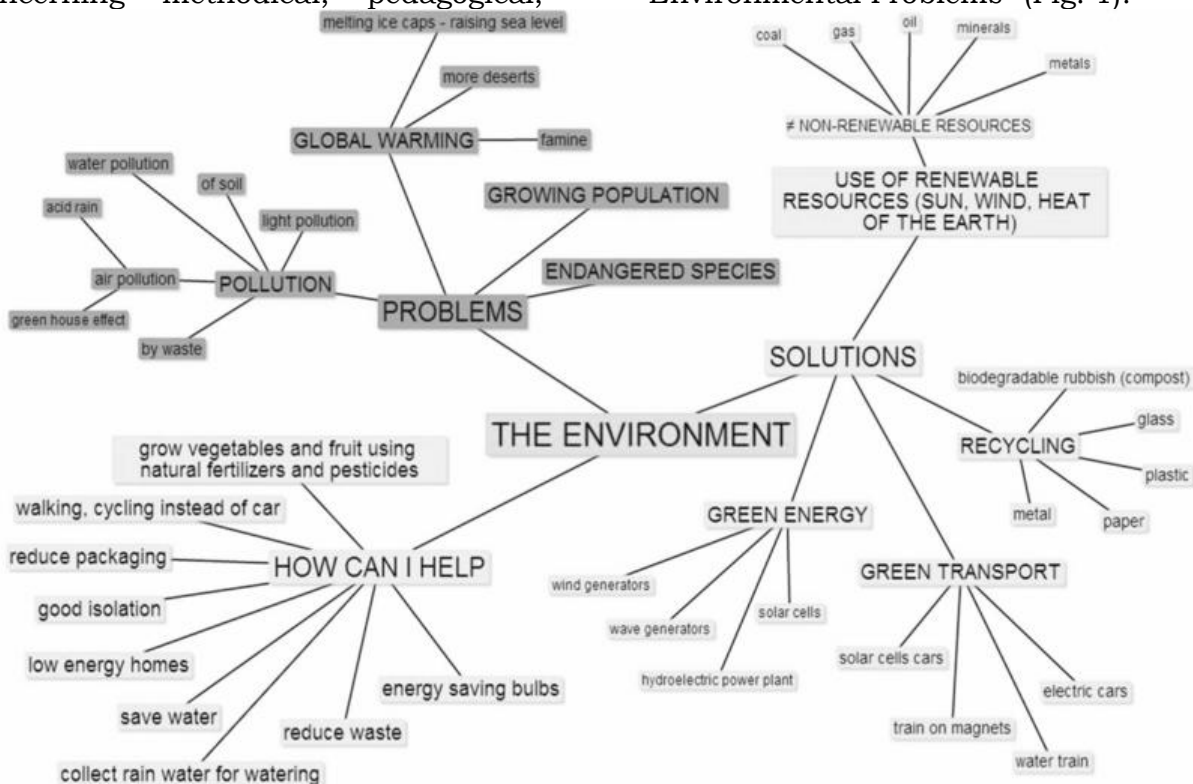 ncerning methodical, pedagogical,
Environmental Problems (Fig. 1).
melting ice caps - raising sea level
more deserts
GLOBAL WARMING
famine
water pollution
of soil
acid rain
light pollution
air pollution
POLLUTION
green house effect
by waste
GROWING POPULATION
ENDANGERED SPECIES
PROBLEMS
coal
gas
oil
minerals
metals
≠ NON-RENEWABLE RESOURCES
USE OF RENEWABLE
RESOURCES (SUN, WIND, HEAT
OF THE EARTH)
SOLUTIONS
biodegradable rubbish (compost)
glass
RECYCLING
plastic
metal
paper
THE ENVIRONMENT
grow vegetables and fruit using
natural fertilizers and pesticides
walking, cycling instead of car
reduce packaging
HOW CAN I HELP
good isolation
low energy homes
save water
energy saving bulbs
reduce waste
collect rain water for watering
GREEN ENERGY
wind generators
wave generators
solar cells
hydroelectric power plant
GREEN TRANSPORT
solar cells cars
electric cars
train on magnets
water train